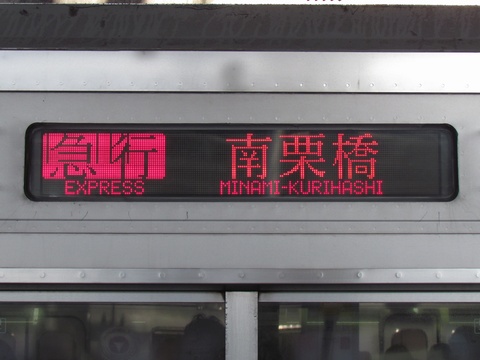 急行 南栗橋
EXPRESS MINAMI-KURIHASHI